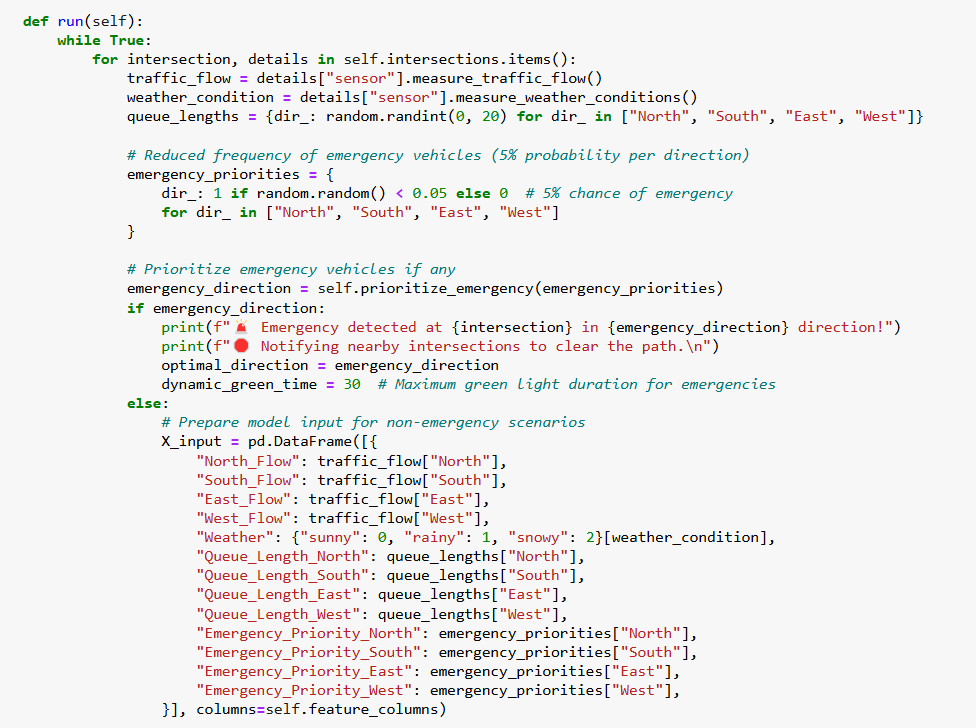 def run(self):
    while True:
        for intersection, details in self.intersections.items():
            traffic_flow = details["sensor"].measure_traffic_flow()
            weather_condition = details["sensor"].measure_weather_conditions()
            queue_lengths = {dir_: random.randint(0, 20) for dir_ in ["North", "South", "East", "West"]}

            # Reduced frequency of emergency vehicles (5% probability per direction)
            emergency_priorities = {
                dir_: 1 if random.random() < 0.05 else 0  # 5% chance of emergency
                for dir_ in ["North", "South", "East", "West"]
            }

            # Prioritize emergency vehicles if any
            emergency_direction = self.prioritize_emergency(emergency_priorities)
            if emergency_direction:
                print(f"🚨 Emergency detected at {intersection} in {emergency_direction} direction!")
                print(f"🛑 Notifying nearby intersections to clear the path.\n")
                optimal_direction = emergency_direction
                dynamic_green_time = 30  # Maximum green light duration for emergencies
            else:
                # Prepare model input for non-emergency scenarios
                X_input = pd.DataFrame([{
                    "North_Flow": traffic_flow["North"],
                    "South_Flow": traffic_flow["South"],
                    "East_Flow": traffic_flow["East"],
                    "West_Flow": traffic_flow["West"],
                    "Weather": {"sunny": 0, "rainy": 1, "snowy": 2}[weather_condition],
                    "Queue_Length_North": queue_lengths["North"],
                    "Queue_Length_South": queue_lengths["South"],
                    "Queue_Length_East": queue_lengths["East"],
                    "Queue_Length_West": queue_lengths["West"],
                    "Emergency_Priority_North": emergency_priorities["North"],
                    "Emergency_Priority_South": emergency_priorities["South"],
                    "Emergency_Priority_East": emergency_priorities["East"],
                    "Emergency_Priority_West": emergency_priorities["West"],
                }], columns=self.feature_columns)